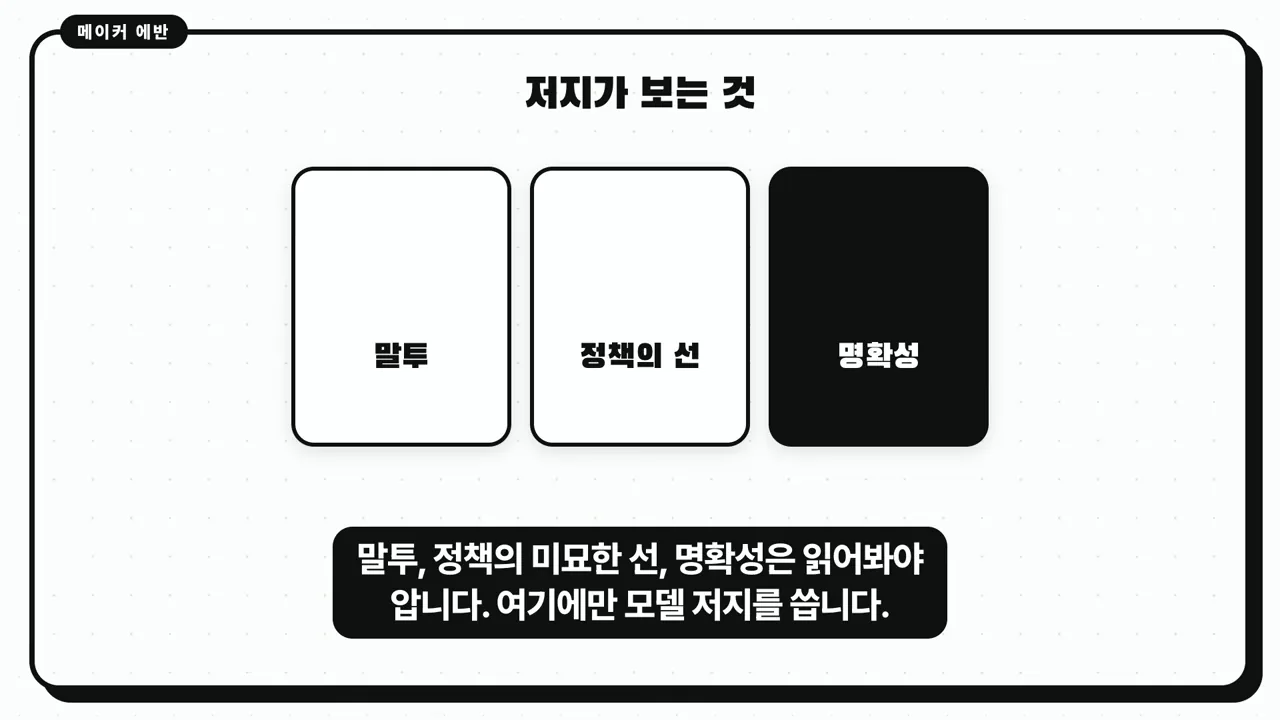 메이커 에반
저지가 보는 것
말투
정책의 선
명확성
말투, 정책의 미묘한 선, 명확성은 읽어봐야
압니다. 여기에만 모델 저지를 씁니다.